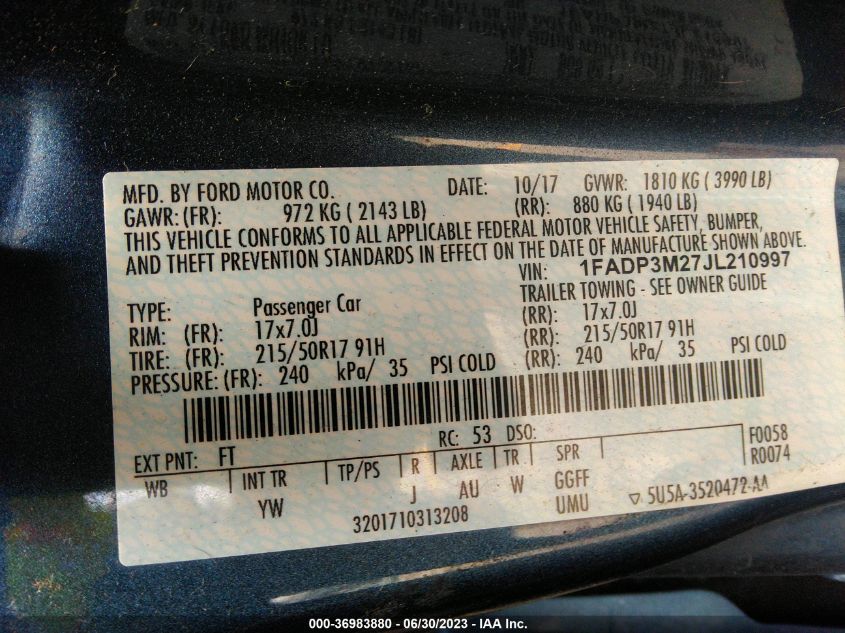 MFD. BY FORD MOTOR CO. DATE: 10/17 GVWR: 1810 KG ( 3990 LB)
GAWR: (FR): 972 KG ( 2143 LB) (RR): 880 KG ( 1940 LB)
THIS VEHICLE CONFORMS TO ALL APPLICABLE FEDERAL MOTOR VEHICLE SAFETY, BUMPER,
AND THEFT PREVENTION STANDARDS IN EFFECT ON THE DATE OF MANUFACTURE SHOWN ABOVE.
VIN: 1FADP3M27JL210997
TYPE: Passenger Car TRAILER TOWING - SEE OWNER GUIDE
RIM: (FR): 17x7.0J (RR): 17x7.0J
TIRE: (FR): 215/50R17 91H (RR): 215/50R17 91H
PRESSURE: (FR): 240 kPa/ 35 PSI COLD (RR): 240 kPa/ 35 PSI COLD
EXT PNT: FT RC: 53 DSO: F0058
R0074
WB INT TR TP/PS R AXLE TR SPR
YW J AU W GGFF
UMU
3201710313208
5U5A-3520472-AA
000-36983880 - 06/30/2023 - IAA Inc.